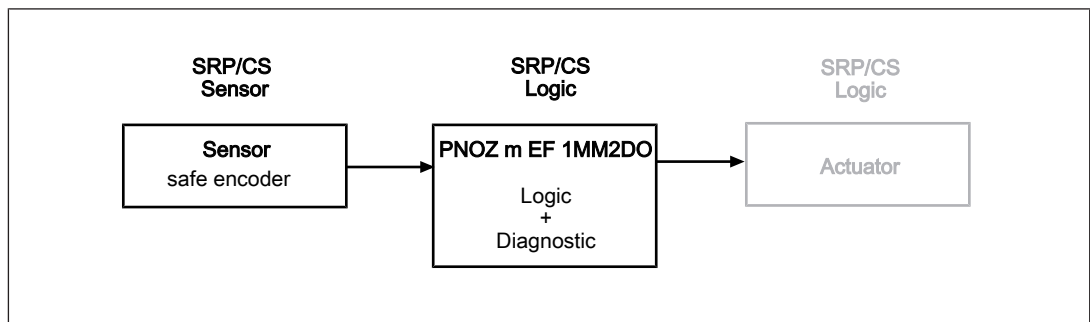 SRP/CS
Sensor
SRP/CS
Logic
SRP/CS
Logic
Sensor
safe encoder
PNOZ m EF 1MM2DO
Logic
+
Diagnostic
Actuator